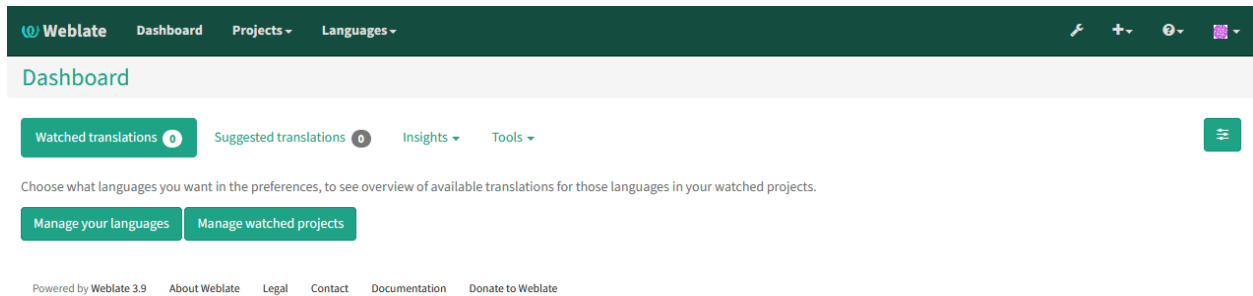 Weblate Dashboard Projects Languages
Dashboard
Watched translations 0 Suggested translations 0 Insights Tools
Choose what languages you want in the preferences, to see overview of available translations for those languages in your watched projects.
Manage your languages Manage watched projects
Powered by Weblate 3.9 About Weblate Legal Contact Documentation Donate to Weblate